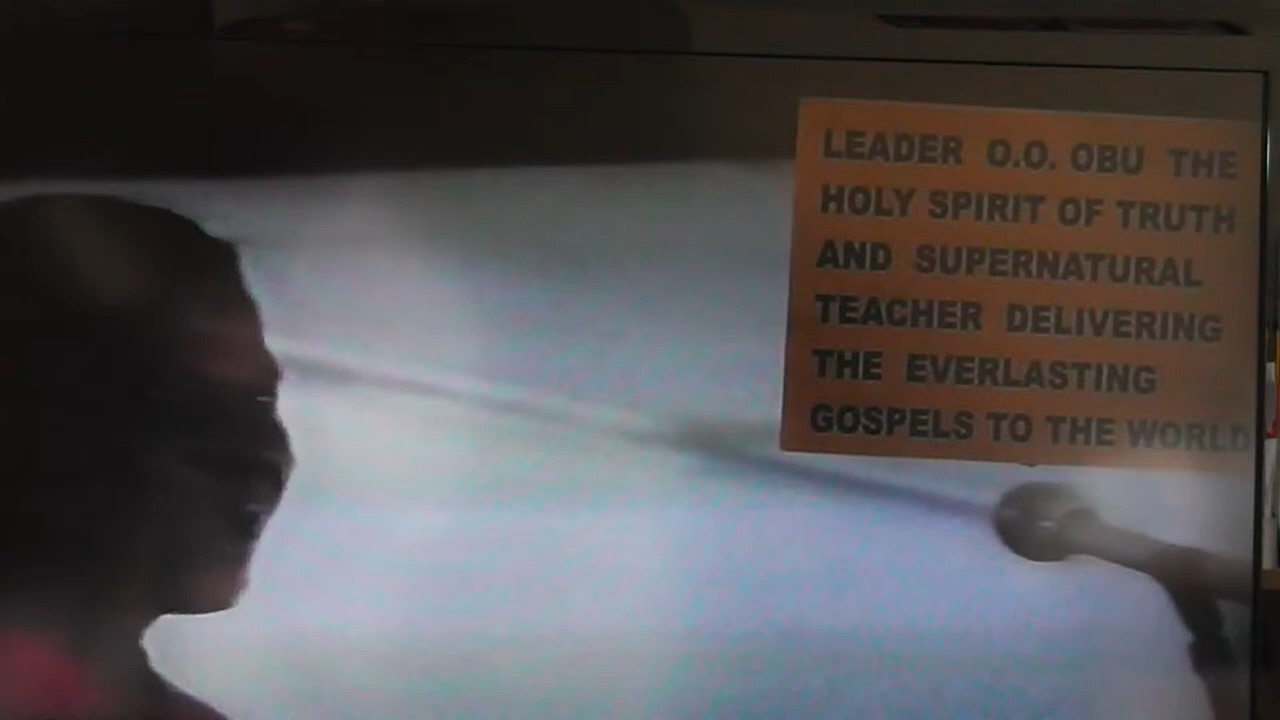 LEADER O.O. OBU THE
HOLY SPIRIT OF TRUTH
AND SUPERNATURAL
TEACHER DELIVERING
THE EVERLASTING
GOSPELS TO THE WORLD